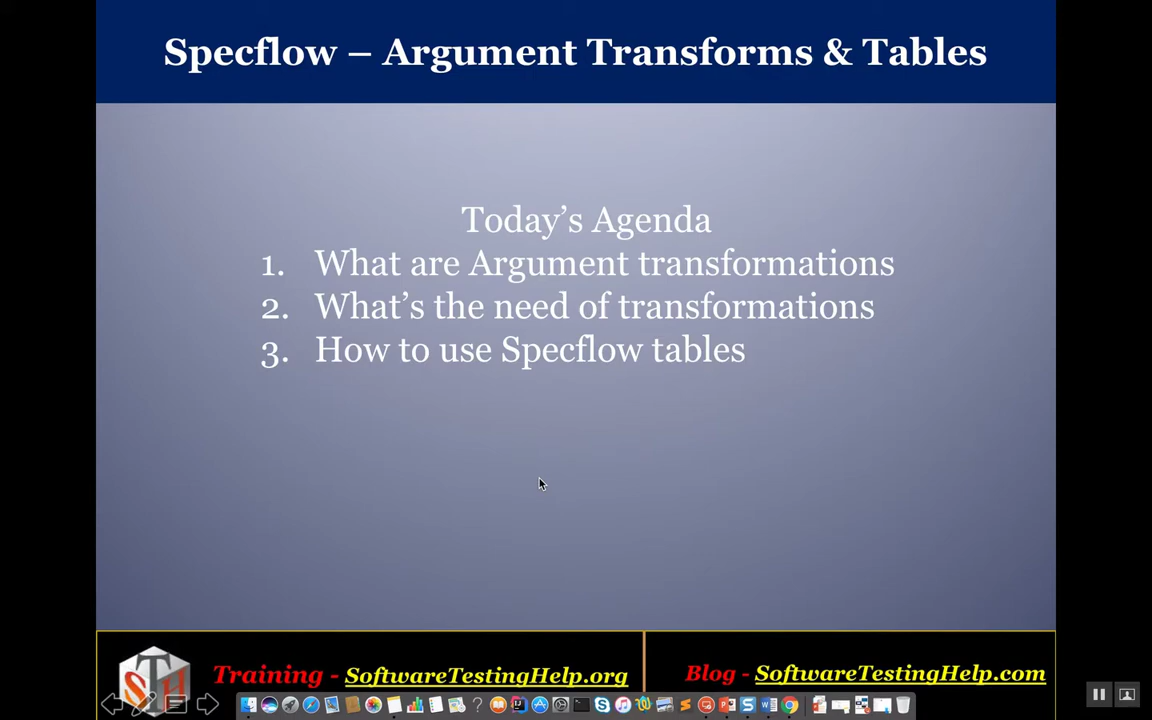 Specflow – Argument Transforms & Tables
Today's Agenda
1. What are Argument transformations
2. What's the need of transformations
3. How to use Specflow tables
Training - SoftwareTestingHelp.org
Blog - SoftwareTestingHelp.com